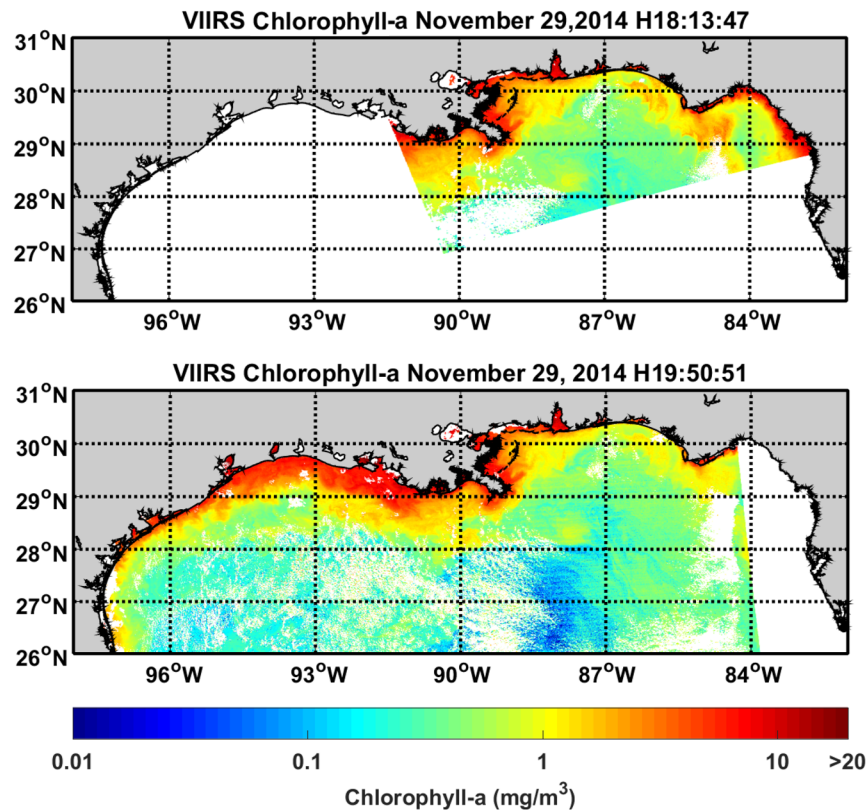 VIIRS Chlorophyll-a November 29,2014 H18:13:47
31°N
30°N
29°N
28°N
27°N
26°N
96°W 93°W 90°W 87°W 84°W
VIIRS Chlorophyll-a November 29, 2014 H19:50:51
31°N
30°N
29°N
28°N
27°N
26°N
96°W 93°W 90°W 87°W 84°W
0.01 0.1 1 10 >20
Chlorophyll-a (mg/m³)